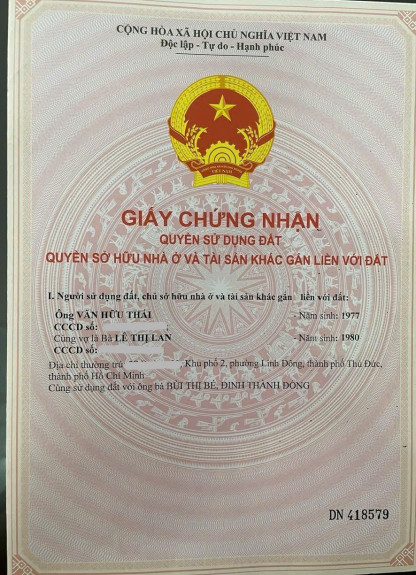 CỘNG HÒA XÃ HỘI CHỦ NGHĨA VIỆT NAM
Độc lập - Tự do - Hạnh phúc
VIỆT NAM
GIẤY CHỨNG NHẬN
QUYỀN SỬ DỤNG ĐẤT
QUYỀN SỞ HỮU NHÀ Ở VÀ TÀI SẢN KHÁC GẮN LIỀN VỚI ĐẤT
I. Người sử dụng đất, chủ sở hữu nhà ở và tài sản khác gắn liền với đất:
Ông VĂN HỮU THÁI - Năm sinh: 1977
CCCD số:
Cùng vợ là Bà LÊ THỊ LAN - Năm sinh: 1980
CCCD số:
Địa chỉ thường trú Khu phố 2, phường Linh Đông, thành phố Thủ Đức,
thành phố Hồ Chí Minh
Cùng sử dụng đất với ông bà BÙI THỊ BÉ, ĐINH THÀNH ĐÔNG
DN 418579